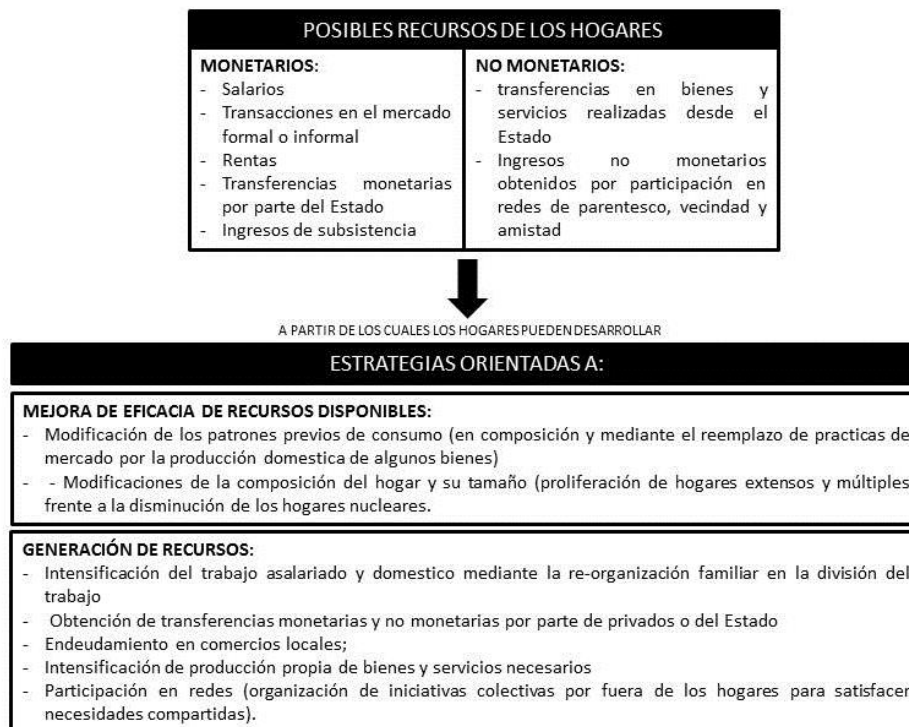 POSIBLES RECURSOS DE LOS HOGARES
MONETARIOS:
- Salarios
- Transacciones en el mercado
formal o informal
- Rentas
- Transferencias monetarias
por parte del Estado
- Ingresos de subsistencia
NO MONETARIOS:
- transferencias en bienes y
servicios realizadas desde el
Estado
- Ingresos no monetarios
obtenidos por participación en
redes de parentesco, vecindad y
amistad
A PARTIR DE LOS CUALES LOS HOGARES PUEDEN DESARROLLAR
ESTRATEGIAS ORIENTADAS A:
MEJORA DE EFICACIA DE RECURSOS DISPONIBLES:
- Modificación de los patrones previos de consumo (en composición y mediante el reemplazo de practicas de
mercado por la producción domestica de algunos bienes)
- - Modificaciones de la composición del hogar y su tamaño (proliferación de hogares extensos y múltiples
frente a la disminución de los hogares nucleares.
GENERACIÓN DE RECURSOS:
- Intensificación del trabajo asalariado y domestico mediante la re-organización familiar en la división del
trabajo
- Obtención de transferencias monetarias y no monetarias por parte de privados o del Estado
- Endeudamiento en comercios locales;
- Intensificación de producción propia de bienes y servicios necesarios
- Participación en redes (organización de iniciativas colectivas por fuera de los hogares para satisfacer
necesidades compartidas).